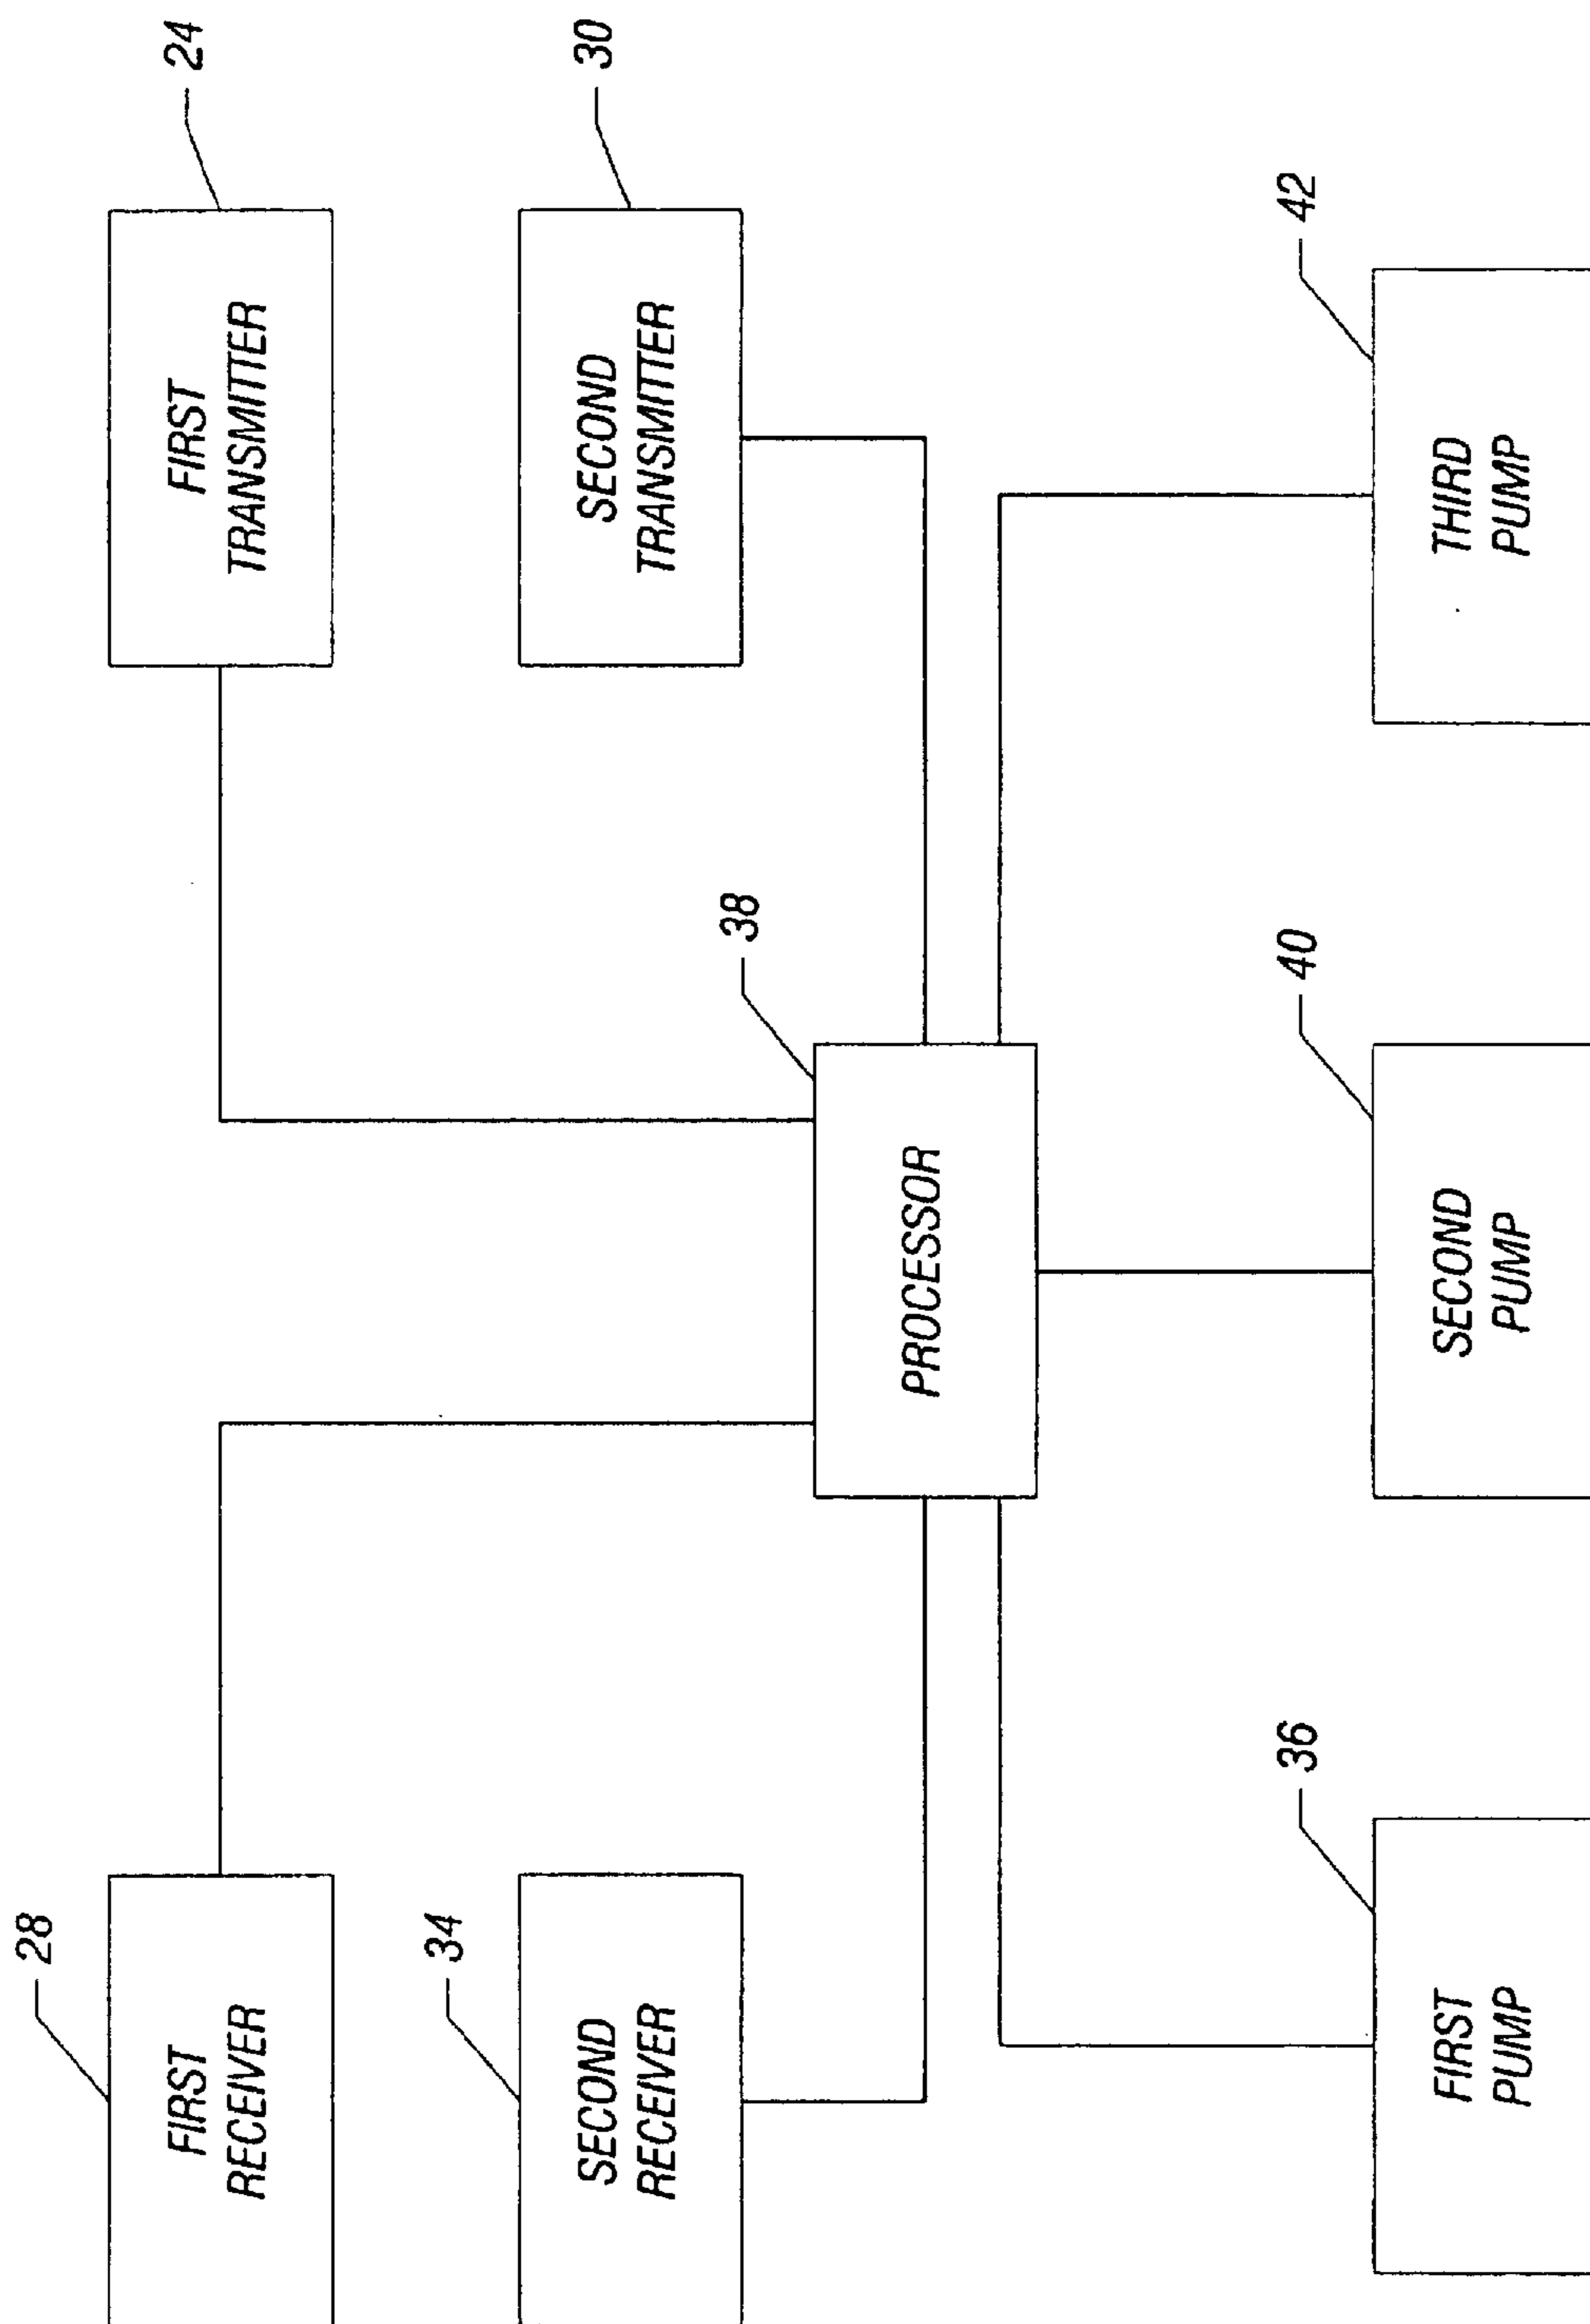 28
FIRST
RECEIVER
24
FIRST
TRANSMITTER
34
SECOND
RECEIVER
30
SECOND
TRANSMITTER
38
PROCESSOR
36
FIRST
PUMP
40
SECOND
PUMP
42
THIRD
PUMP